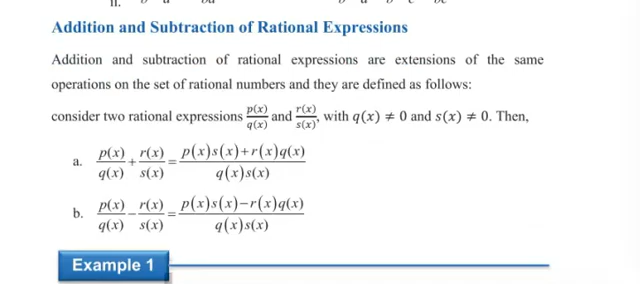 Addition and Subtraction of Rational Expressions
Addition and subtraction of rational expressions are extensions of the same
operations on the set of rational numbers and they are defined as follows:
consider two rational expressions p(x)/q(x) and r(x)/s(x), with q(x) ≠ 0 and s(x) ≠ 0. Then,
a. p(x)/q(x) + r(x)/s(x) = p(x)s(x)+r(x)q(x)/q(x)s(x)
b. p(x)/q(x) − r(x)/s(x) = p(x)s(x)−r(x)q(x)/q(x)s(x)
Example 1